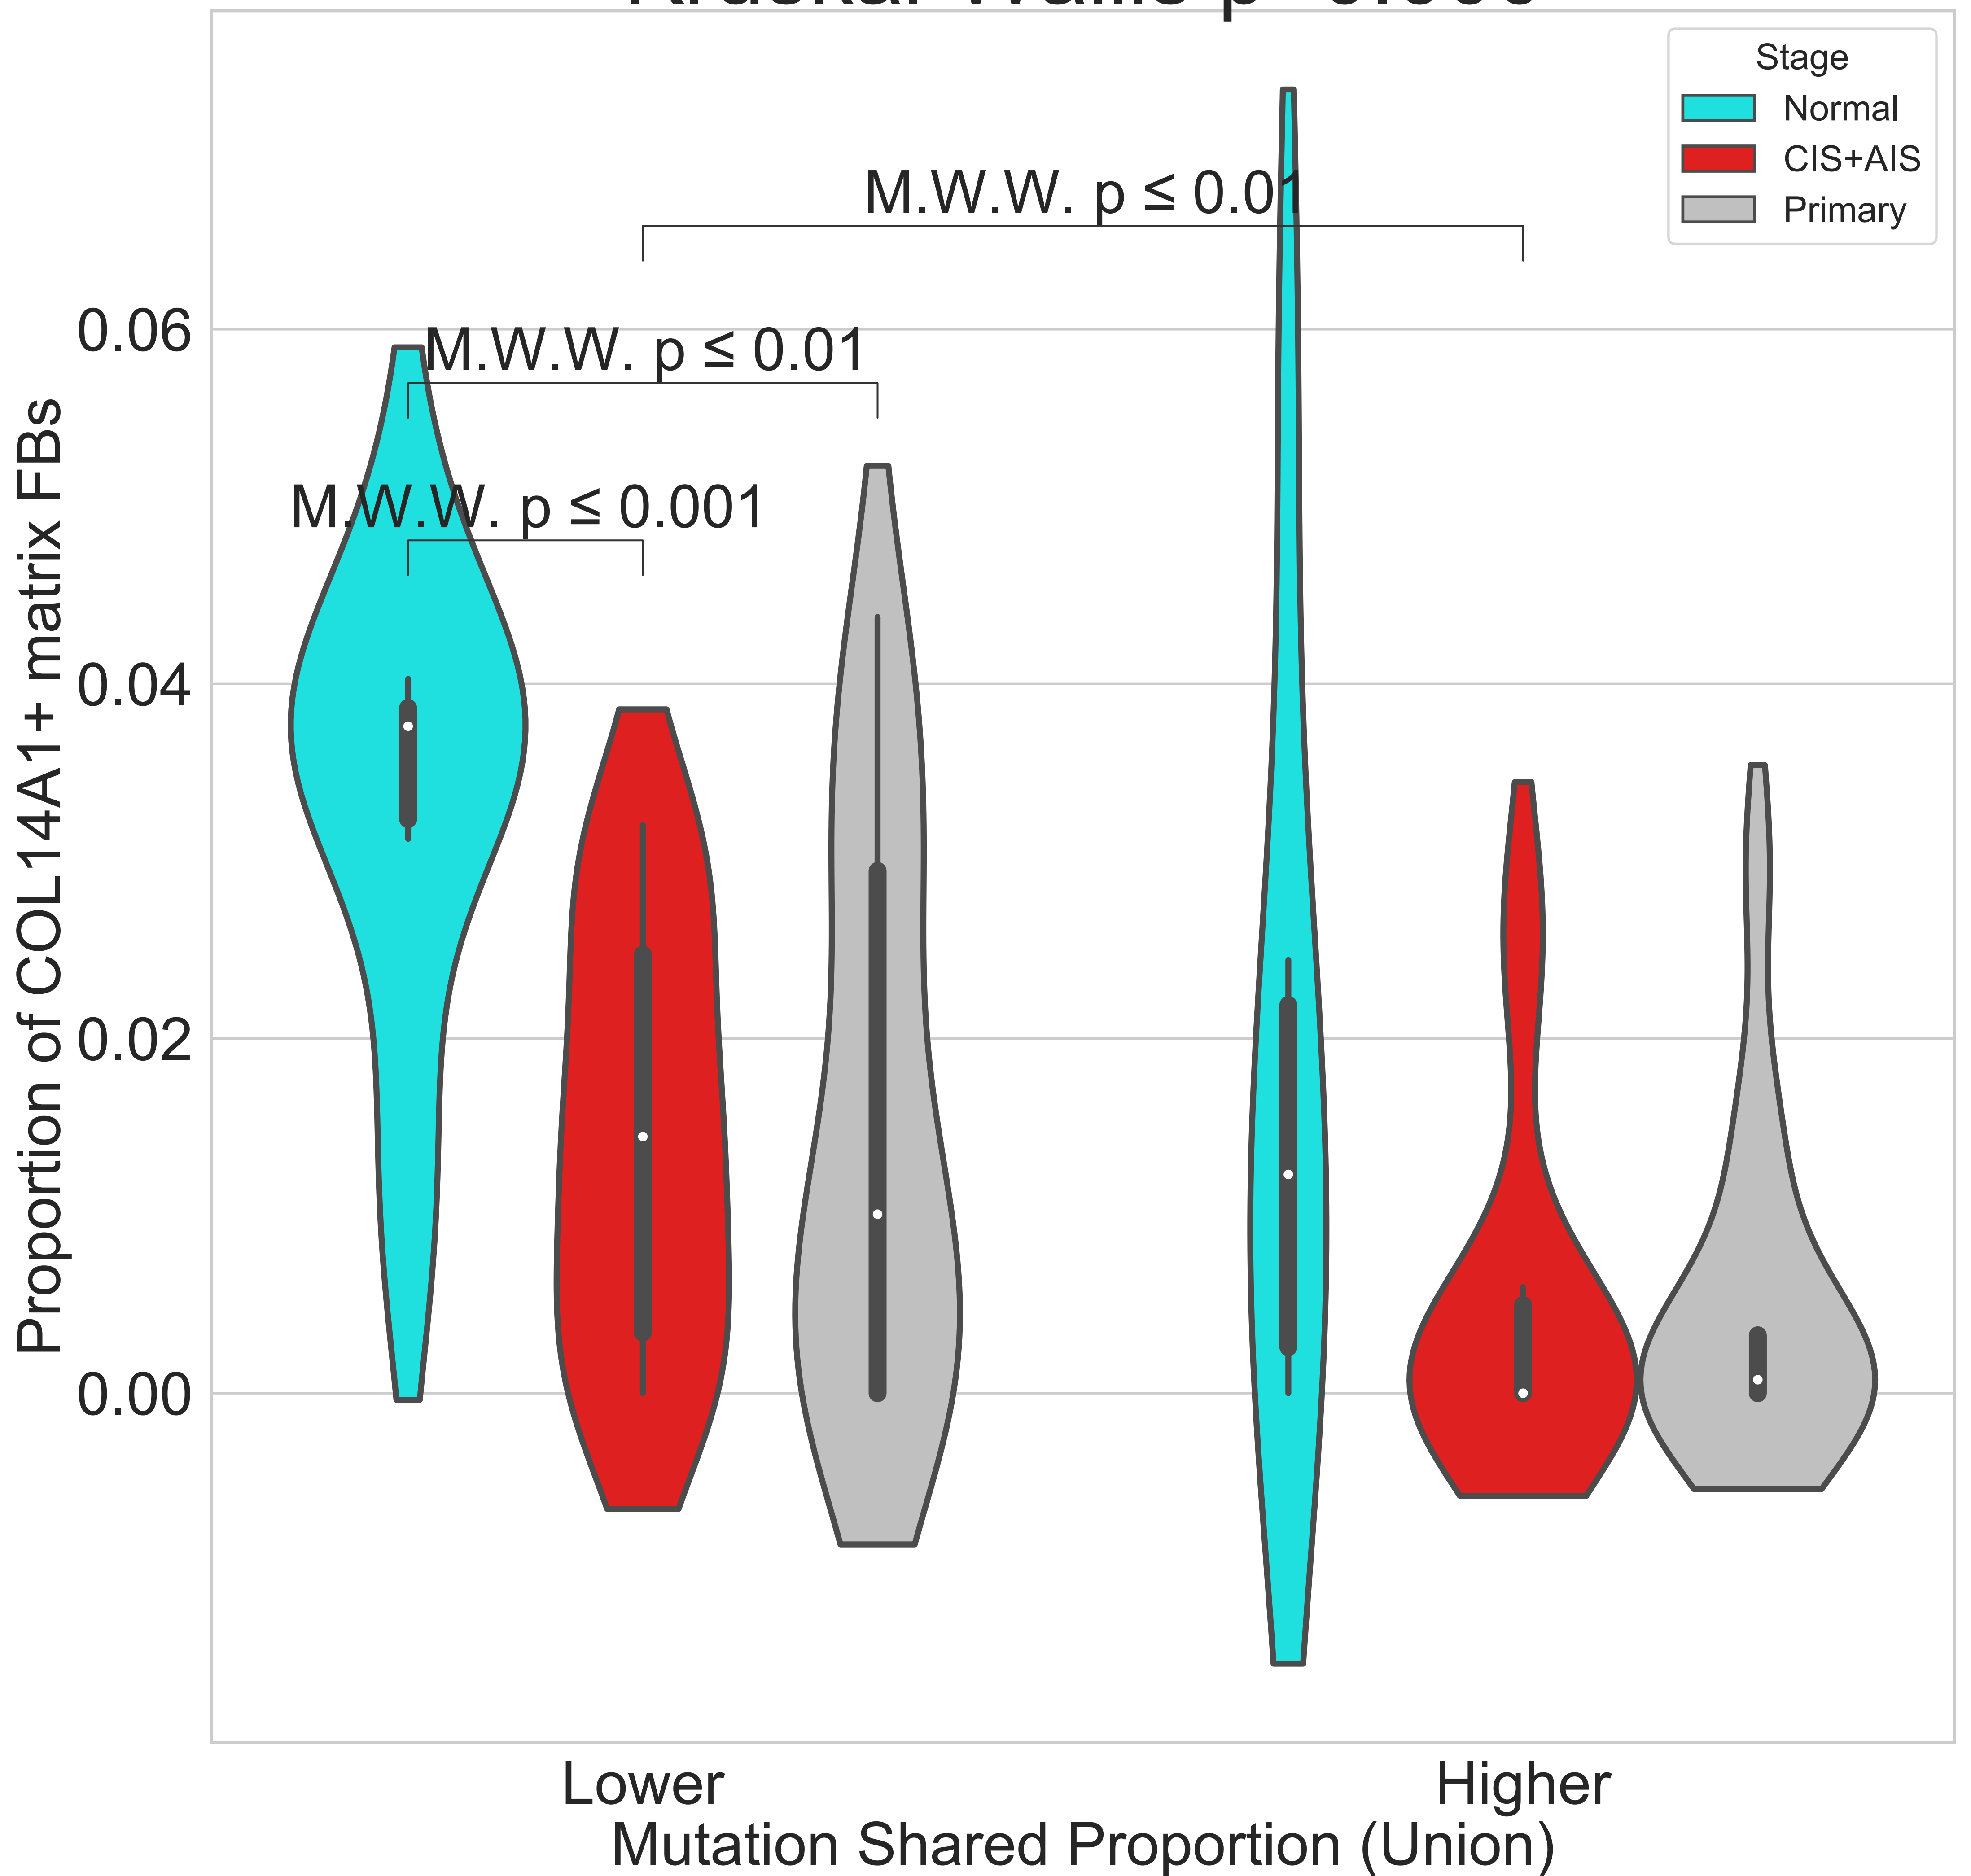 Stage
Normal
CIS+AIS
Primary
M.W.W. p ≤ 0.01
M.W.W. p ≤ 0.01
M.W.W. p ≤ 0.001
0.06
0.04
0.02
0.00
Proportion of COL14A1+ matrix FBs
Lower
Higher
Mutation Shared Proportion (Union)